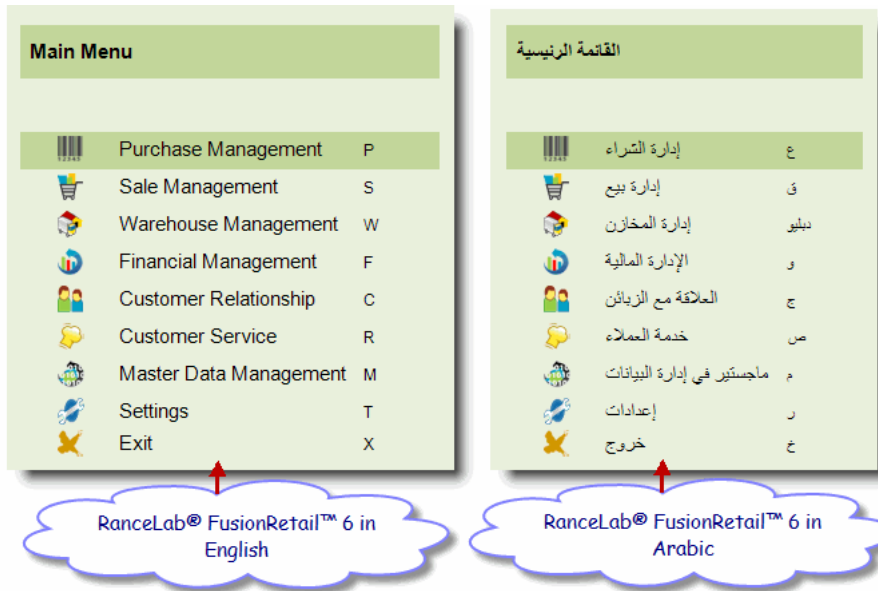 Main Menu
Purchase Management P
Sale Management S
Warehouse Management W
Financial Management F
Customer Relationship C
Customer Service R
Master Data Management M
Settings T
Exit X
RanceLab® FusionRetail™ 6 in
English
القائمة الرئيسية
إدارة الشراء ع
إدارة بيع ق
إدارة المخازن دبليو
الإدارة المالية و
العلاقة مع الزبائن ج
خدمة العملاء ص
ماجستير في إدارة البيانات م
إعدادات ر
خروج خ
RanceLab® FusionRetail™ 6 in
Arabic